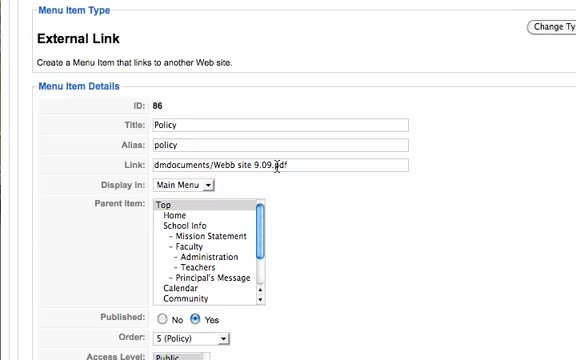 Menu Item Type
Change Ty
External Link
Create a Menu Item that links to another Web site.
Menu Item Details
ID: 86
Title: Policy
Alias: policy
Link: dmdocuments/Webb site 9.09.pdf
Display in: Main Menu
Parent Item: Top
Home
School Info
- Mission Statement
- Faculty
- Administration
- Teachers
- Principal's Message
Calendar
Community
Published: No Yes
Order: 5 (Policy)
Access Level: Public